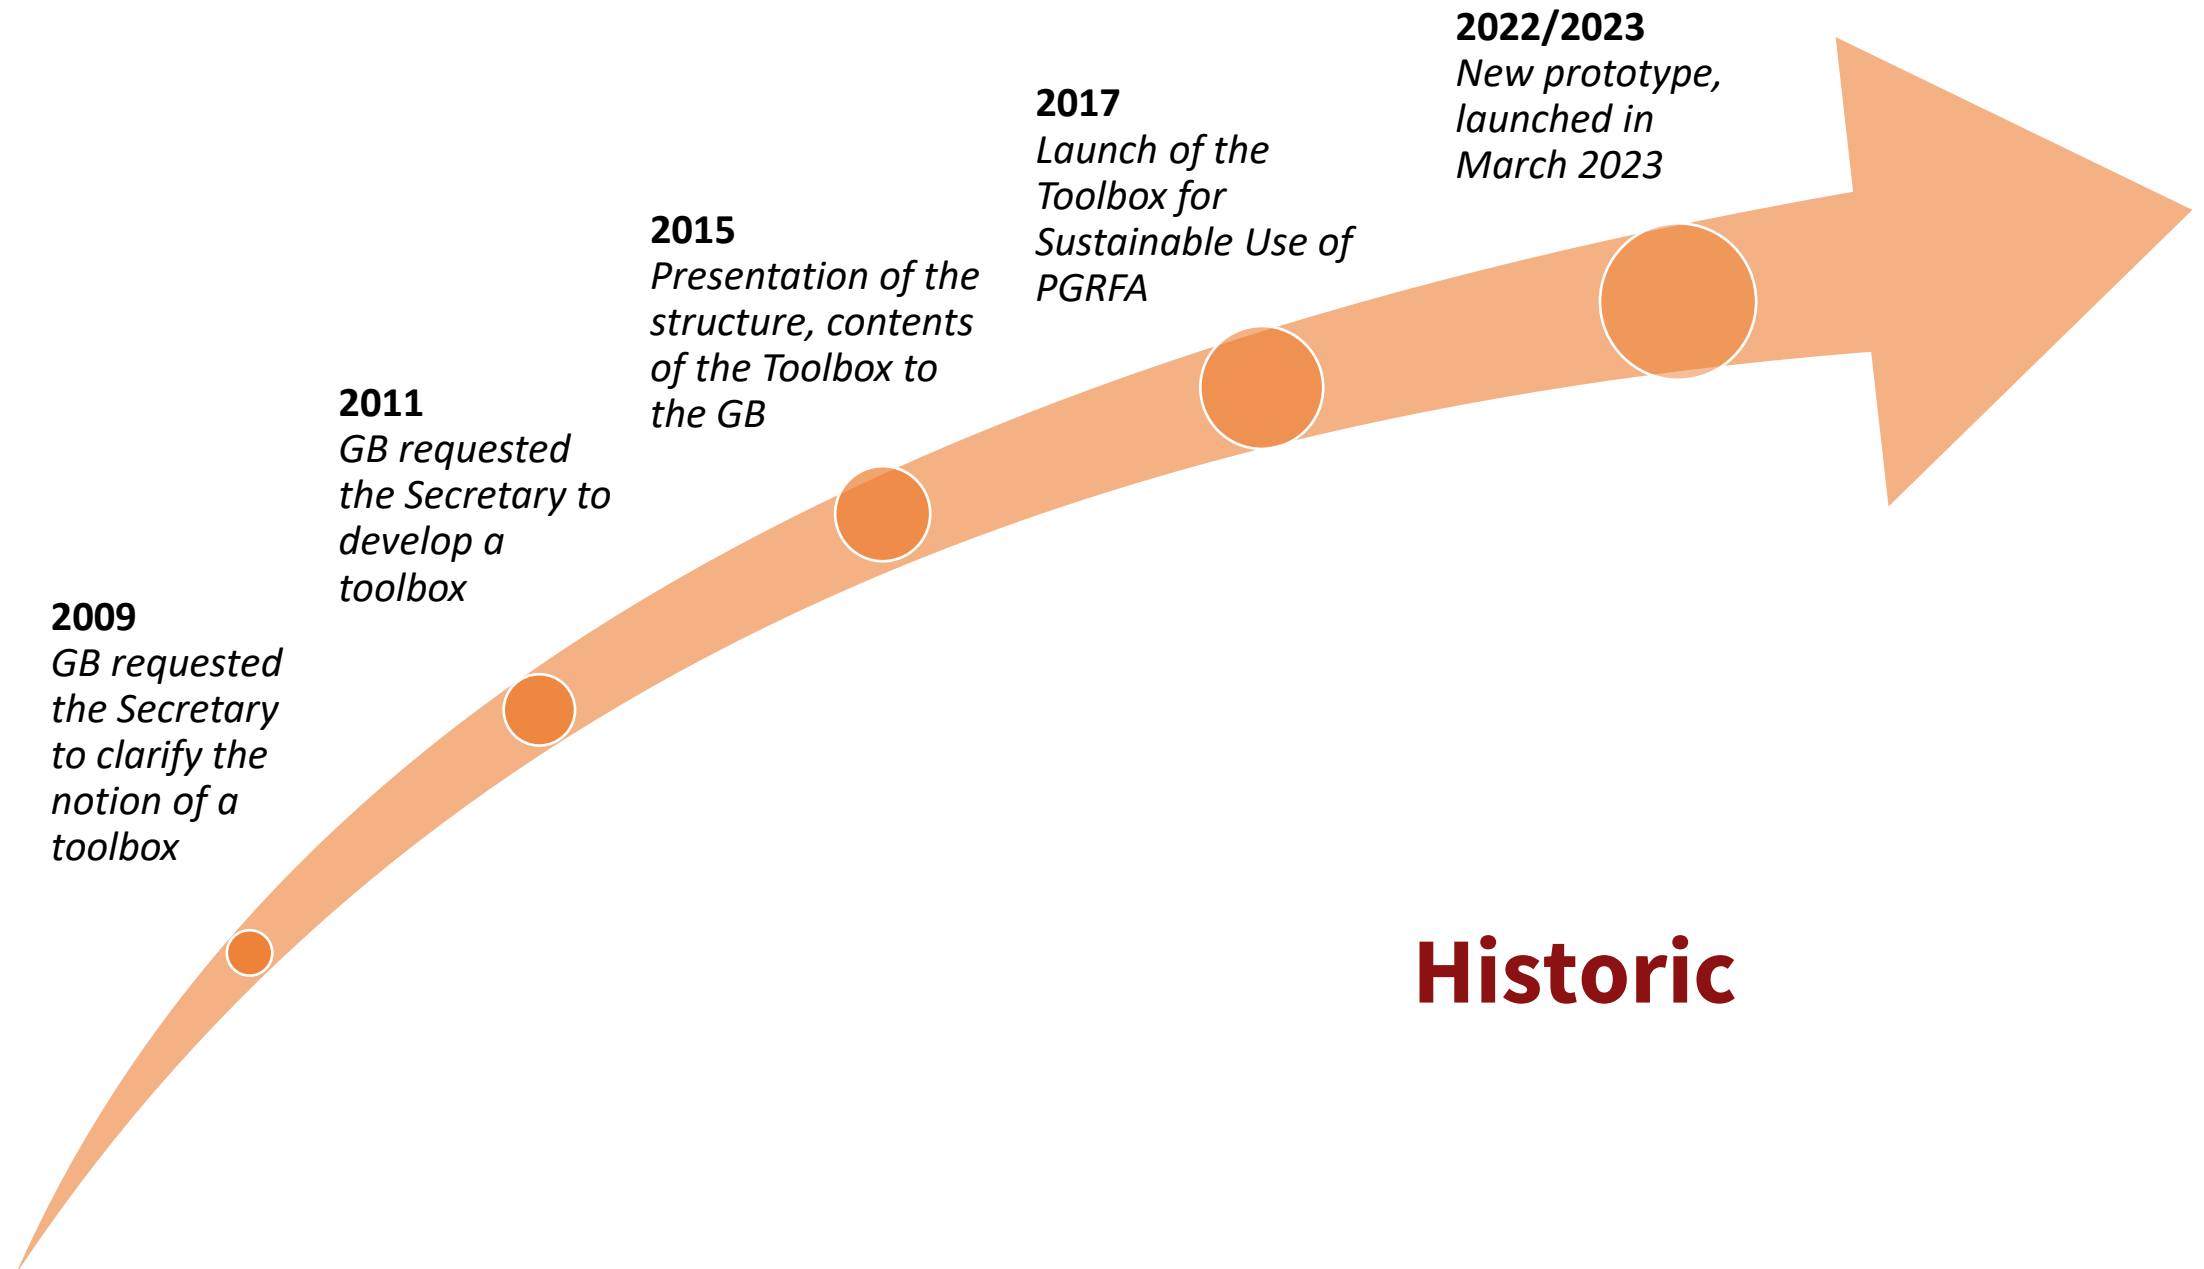 2009
GB requested
the Secretary
to clarify the
notion of a
toolbox
2011
GB requested
the Secretary to
develop a
toolbox
2015
Presentation of the
structure, contents
of the Toolbox to
the GB
2017
Launch of the
Toolbox for
Sustainable Use of
PGRFA
2022/2023
New prototype,
launched in
March 2023
Historic